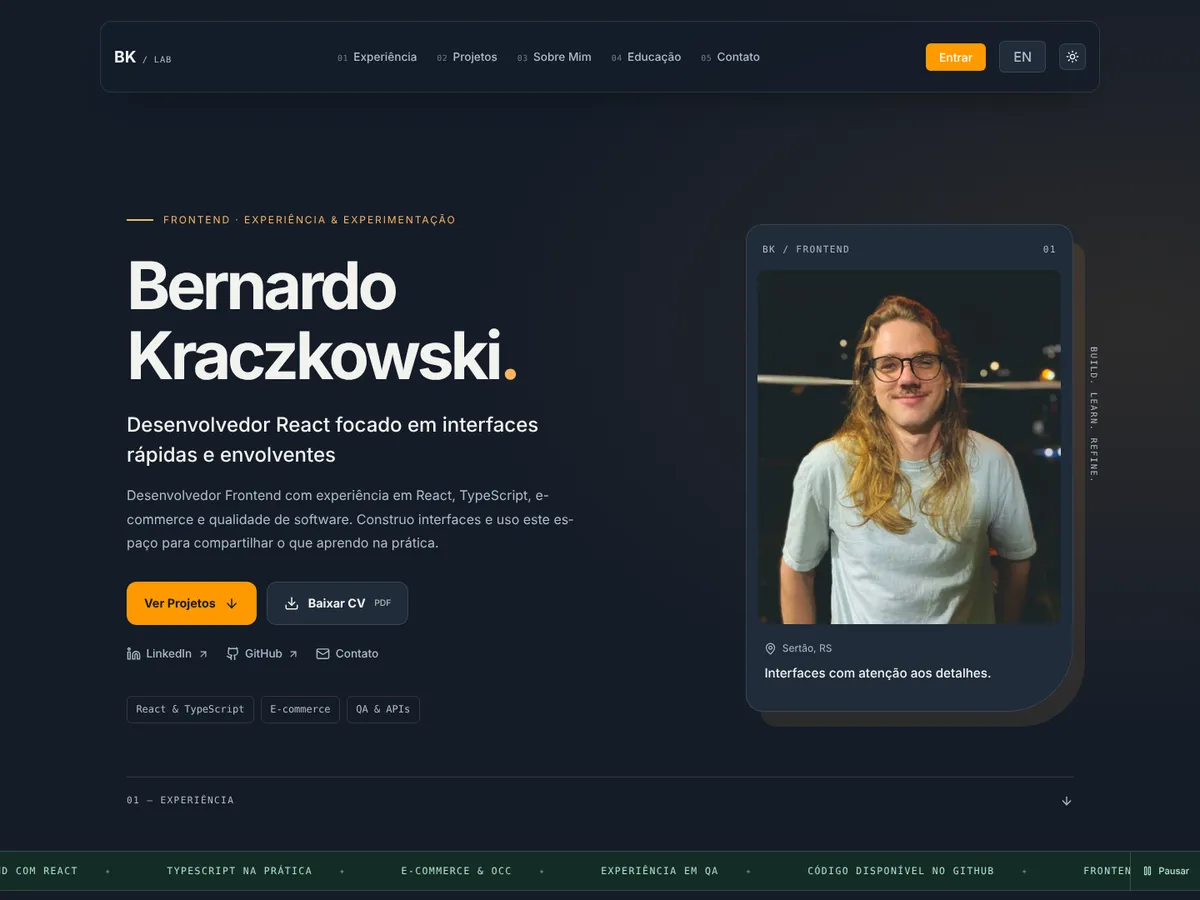 BK / LAB
01 Experiência
02 Projetos
03 Sobre Mim
04 Educação
05 Contato
Entrar
EN
FRONTEND · EXPERIÊNCIA & EXPERIMENTAÇÃO
Bernardo
Kraczkowski.
Desenvolvedor React focado em interfaces
rápidas e envolventes
Desenvolvedor Frontend com experiência em React, TypeScript, e-
commerce e qualidade de software. Construo interfaces e uso este es-
paço para compartilhar o que aprendo na prática.
Ver Projetos
Baixar CV PDF
LinkedIn
GitHub
Contato
React & TypeScript
E-commerce
QA & APIs
BK / FRONTEND
01
Sertão, RS
Interfaces com atenção aos detalhes.
BUILD. LEARN. REFINE.
01 — EXPERIÊNCIA
D COM REACT
TYPESCRIPT NA PRÁTICA
E-COMMERCE & OCC
EXPERIÊNCIA EM QA
CÓDIGO DISPONÍVEL NO GITHUB
FRONTEN
Pausar